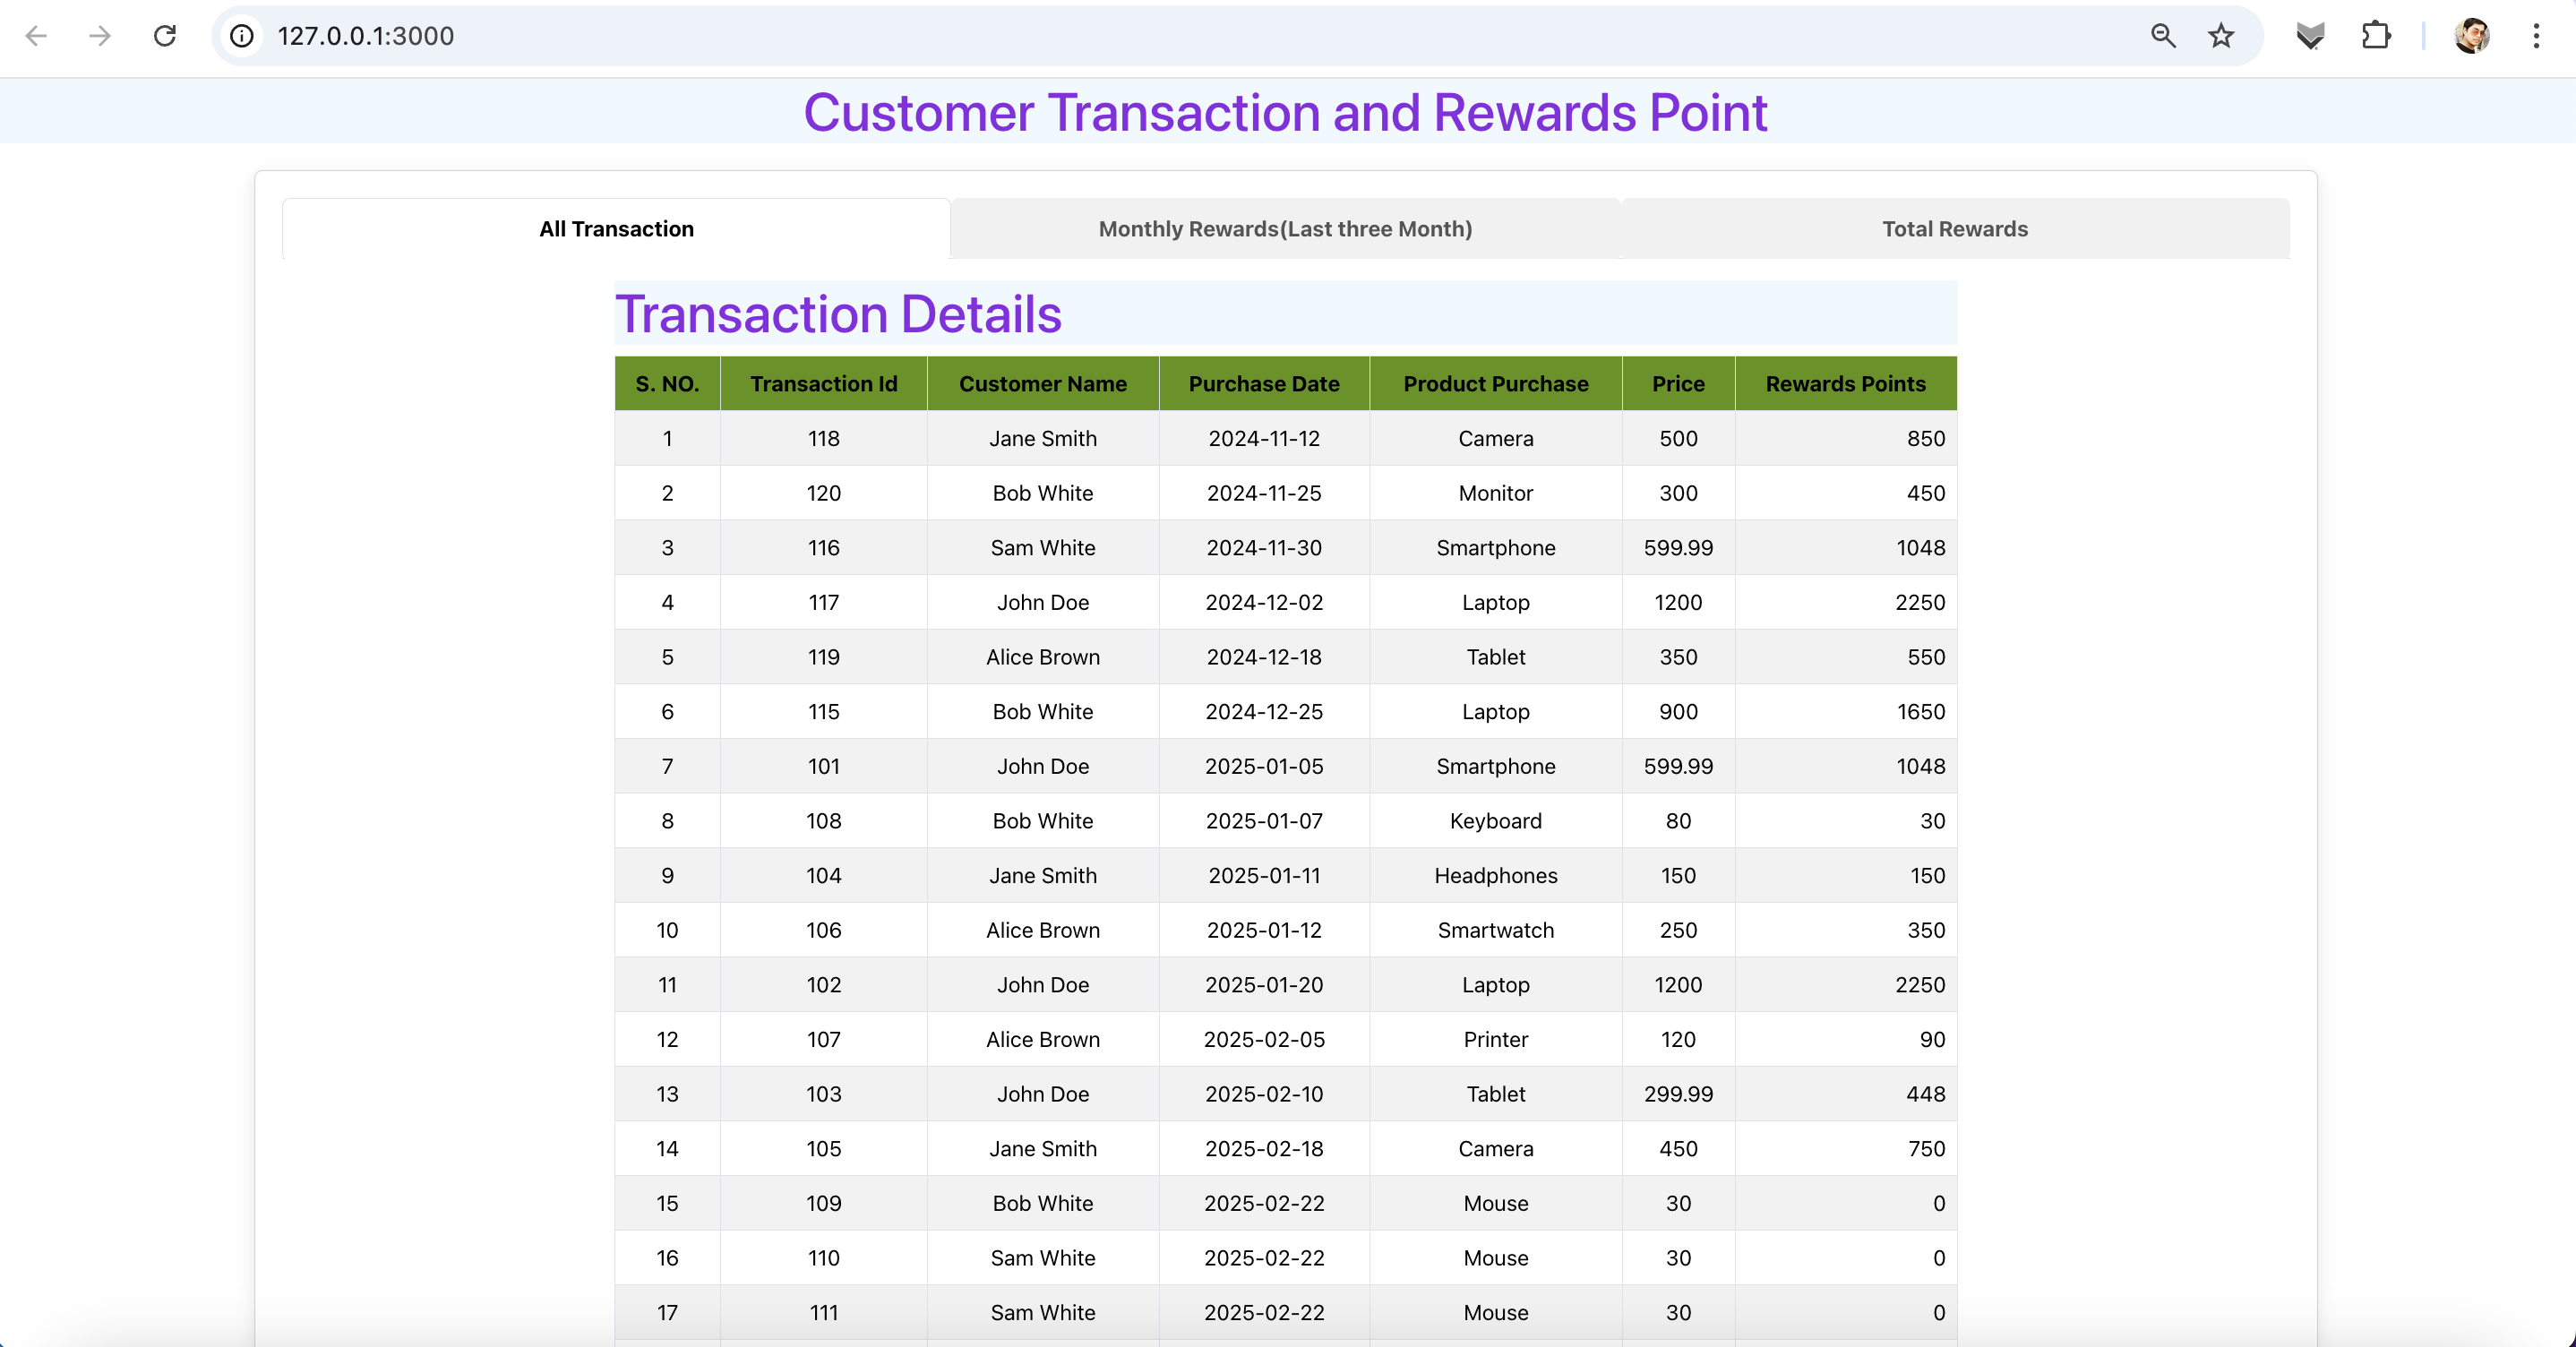 127.0.0.1:3000
Customer Transaction and Rewards Point
All Transaction Monthly Rewards(Last three Month) Total Rewards
Transaction Details
S. NO. Transaction Id Customer Name Purchase Date Product Purchase Price Rewards Points
1 118 Jane Smith 2024-11-12 Camera 500 850
2 120 Bob White 2024-11-25 Monitor 300 450
3 116 Sam White 2024-11-30 Smartphone 599.99 1048
4 117 John Doe 2024-12-02 Laptop 1200 2250
5 119 Alice Brown 2024-12-18 Tablet 350 550
6 115 Bob White 2024-12-25 Laptop 900 1650
7 101 John Doe 2025-01-05 Smartphone 599.99 1048
8 108 Bob White 2025-01-07 Keyboard 80 30
9 104 Jane Smith 2025-01-11 Headphones 150 150
10 106 Alice Brown 2025-01-12 Smartwatch 250 350
11 102 John Doe 2025-01-20 Laptop 1200 2250
12 107 Alice Brown 2025-02-05 Printer 120 90
13 103 John Doe 2025-02-10 Tablet 299.99 448
14 105 Jane Smith 2025-02-18 Camera 450 750
15 109 Bob White 2025-02-22 Mouse 30 0
16 110 Sam White 2025-02-22 Mouse 30 0
17 111 Sam White 2025-02-22 Mouse 30 0